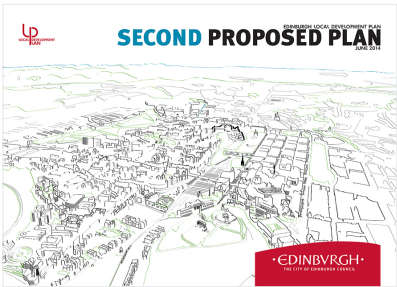 LOCAL DEVELOPMENT
PLAN
EDINBURGH LOCAL DEVELOPMENT PLAN
SECOND PROPOSED PLAN
JUNE 2014
·EDINBVRGH·
THE CITY OF EDINBURGH COUNCIL